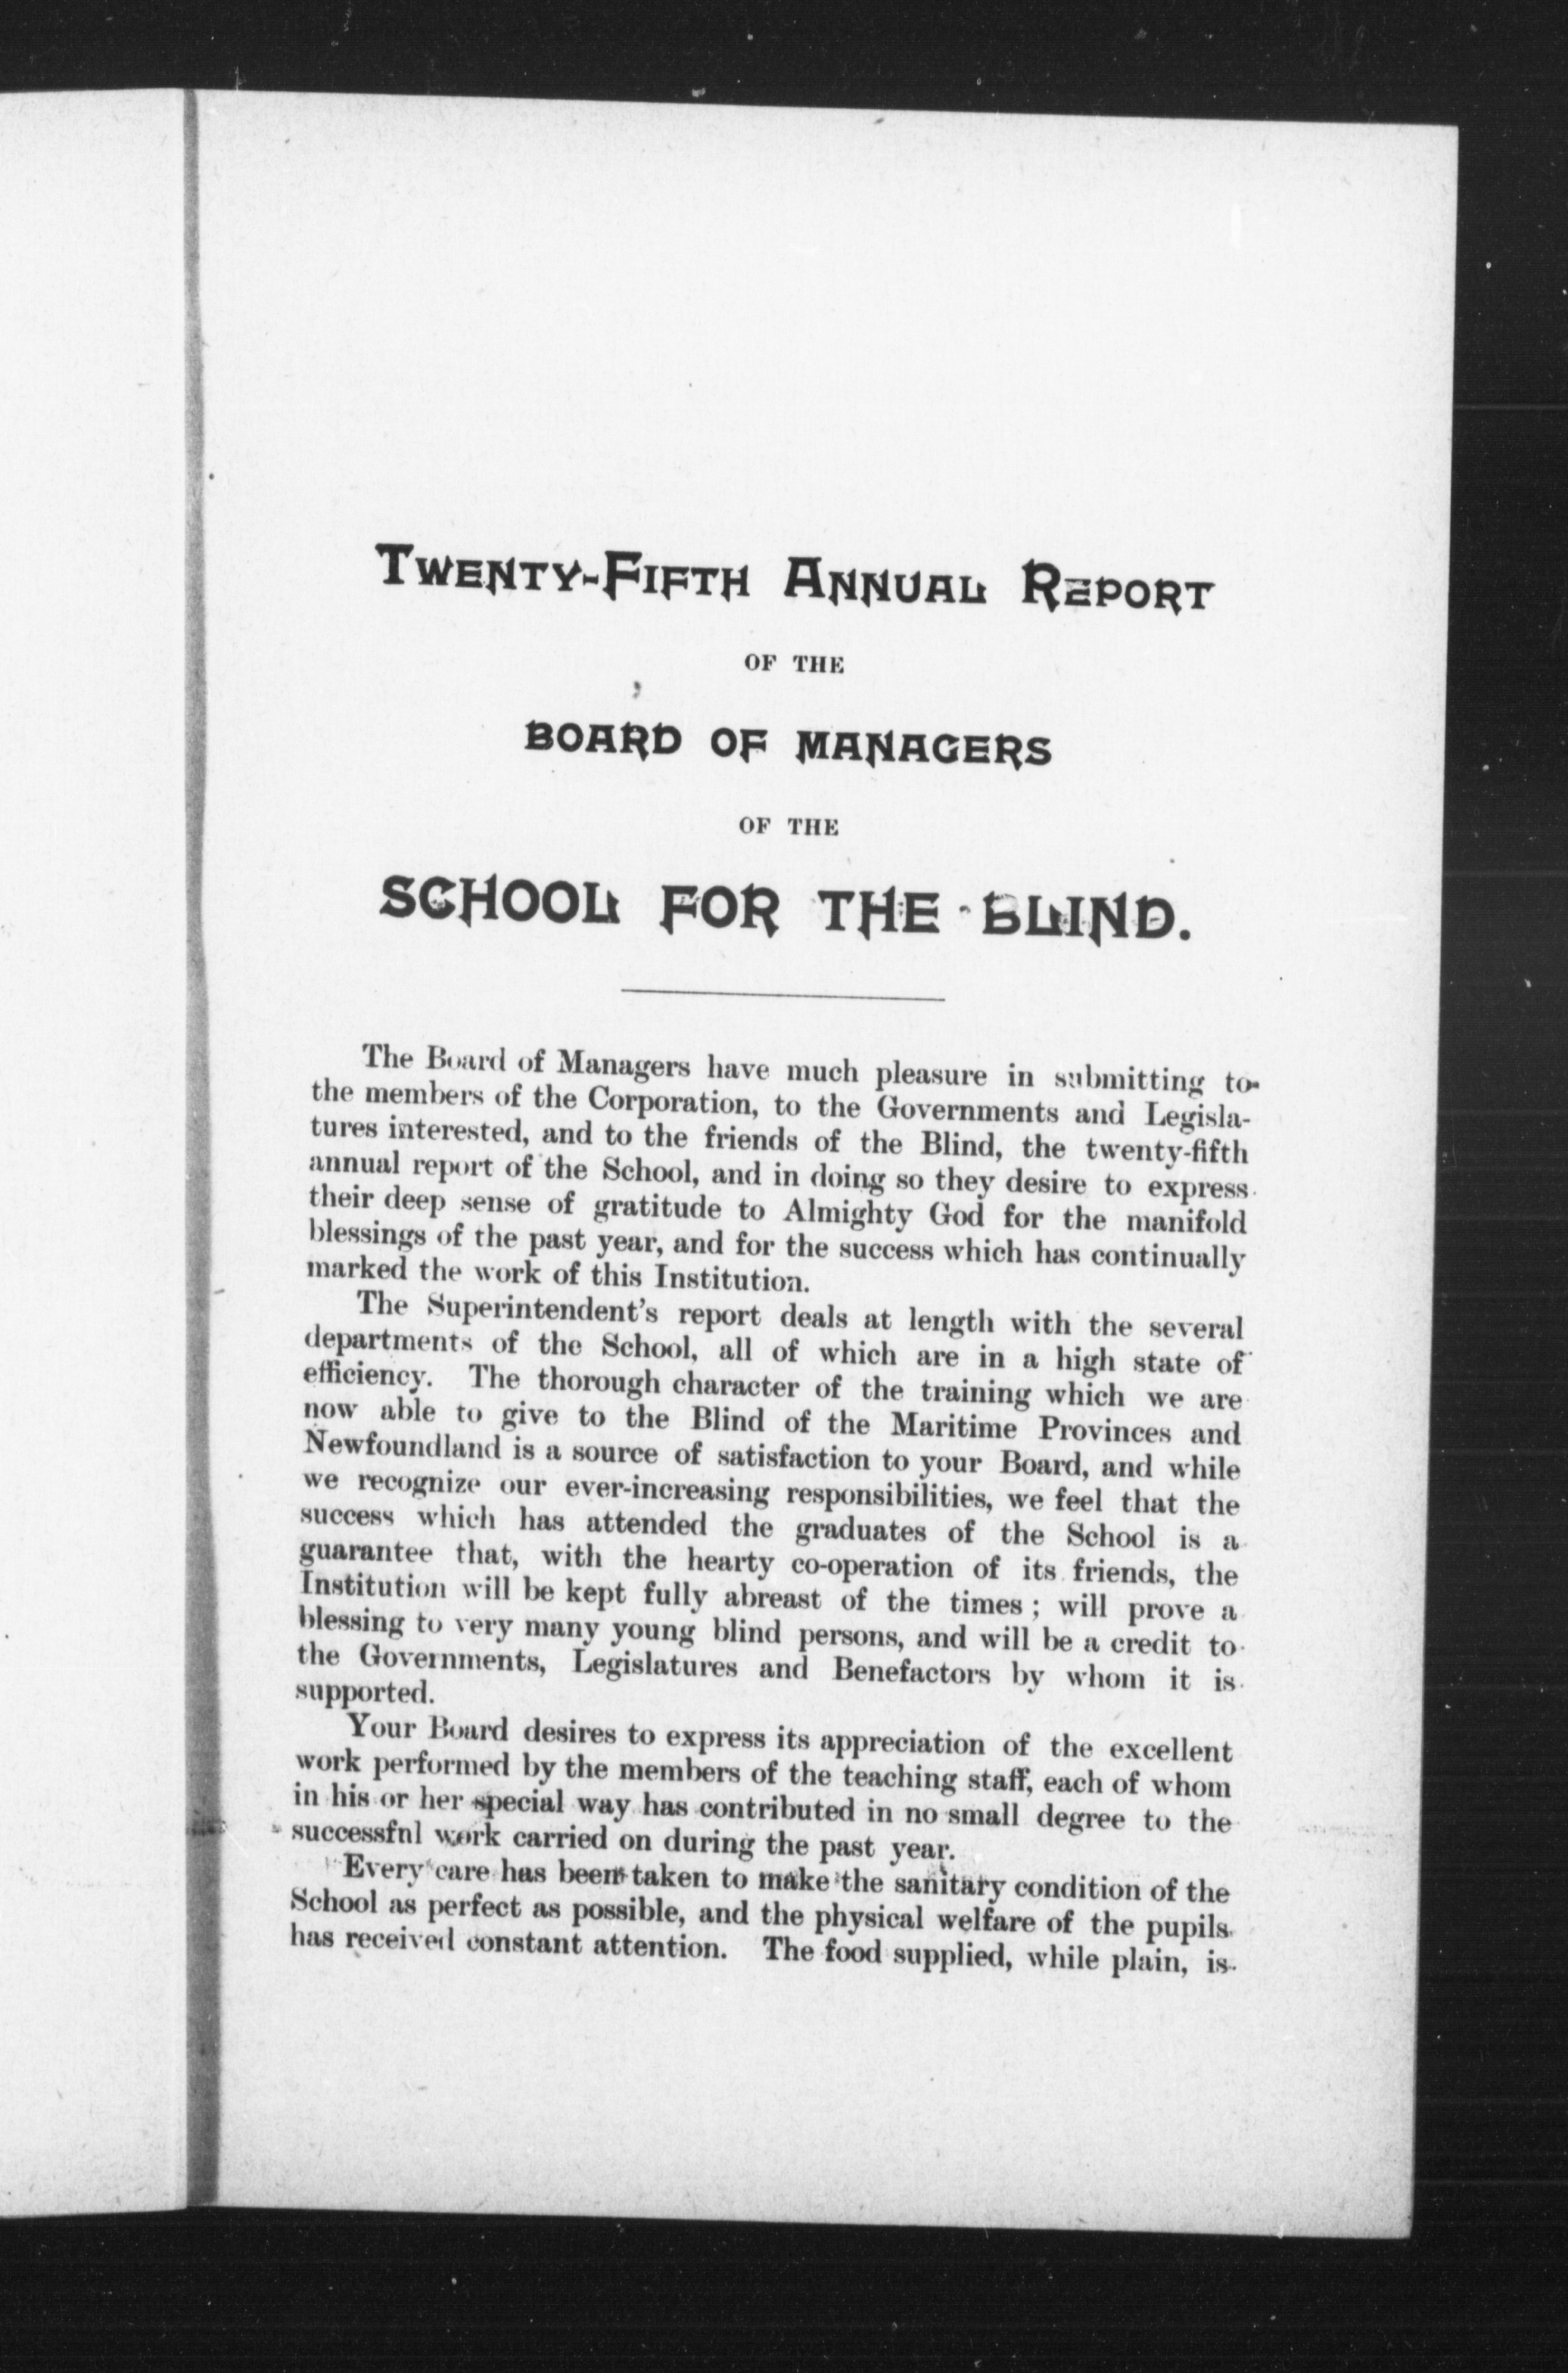 TWENTY-FIFTH ANNUAL REPORT
OF THE
BOARD OF MANAGERS
OF THE
SCHOOL FOR THE BLIND.
The Board of Managers have much pleasure in submitting to
the members of the Corporation, to the Governments and Legisla-
tures interested, and to the friends of the Blind, the twenty-fifth
annual report of the School, and in doing so they desire to express
their deep sense of gratitude to Almighty God for the manifold
blessings of the past year, and for the success which has continually
marked the work of this Institution.
The Superintendent's report deals at length with the several
departments of the School, all of which are in a high state of
efficiency. The thorough character of the training which we are
now able to give to the Blind of the Maritime Provinces and
Newfoundland is a source of satisfaction to your Board, and while
we recognize our ever-increasing responsibilities, we feel that the
success which has attended the graduates of the School is a
guarantee that, with the hearty co-operation of its friends, the
Institution will be kept fully abreast of the times; will prove a
blessing to very many young blind persons, and will be a credit to
the Governments, Legislatures and Benefactors by whom it is
supported.
Your Board desires to express its appreciation of the excellent
work performed by the members of the teaching staff, each of whom
in his or her special way has contributed in no small degree to the
successfnl work carried on during the past year.
Every care has been taken to make the sanitary condition of the
School as perfect as possible, and the physical welfare of the pupils
has received constant attention. The food supplied, while plain, is